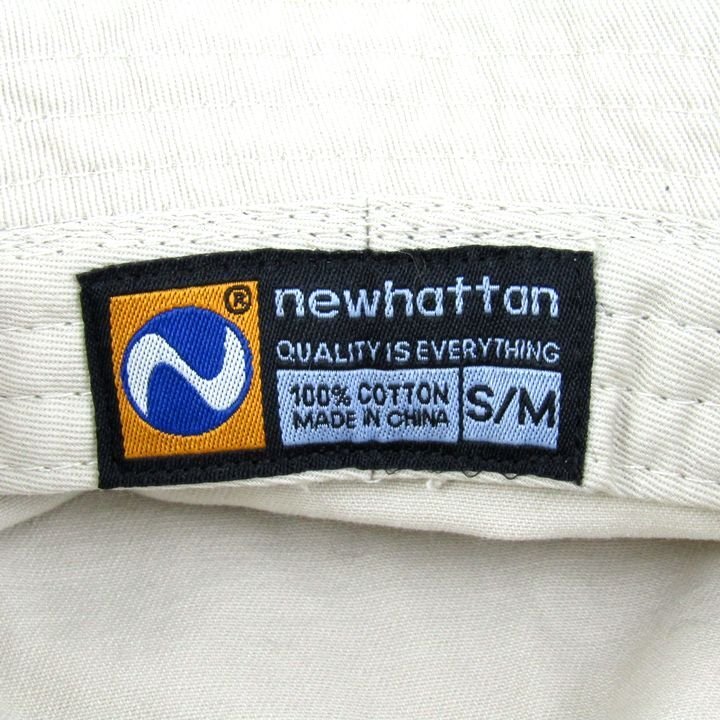 ®
newhattan
QUALITY IS EVERYTHING
100% COTTON
MADE IN CHINA
S/M